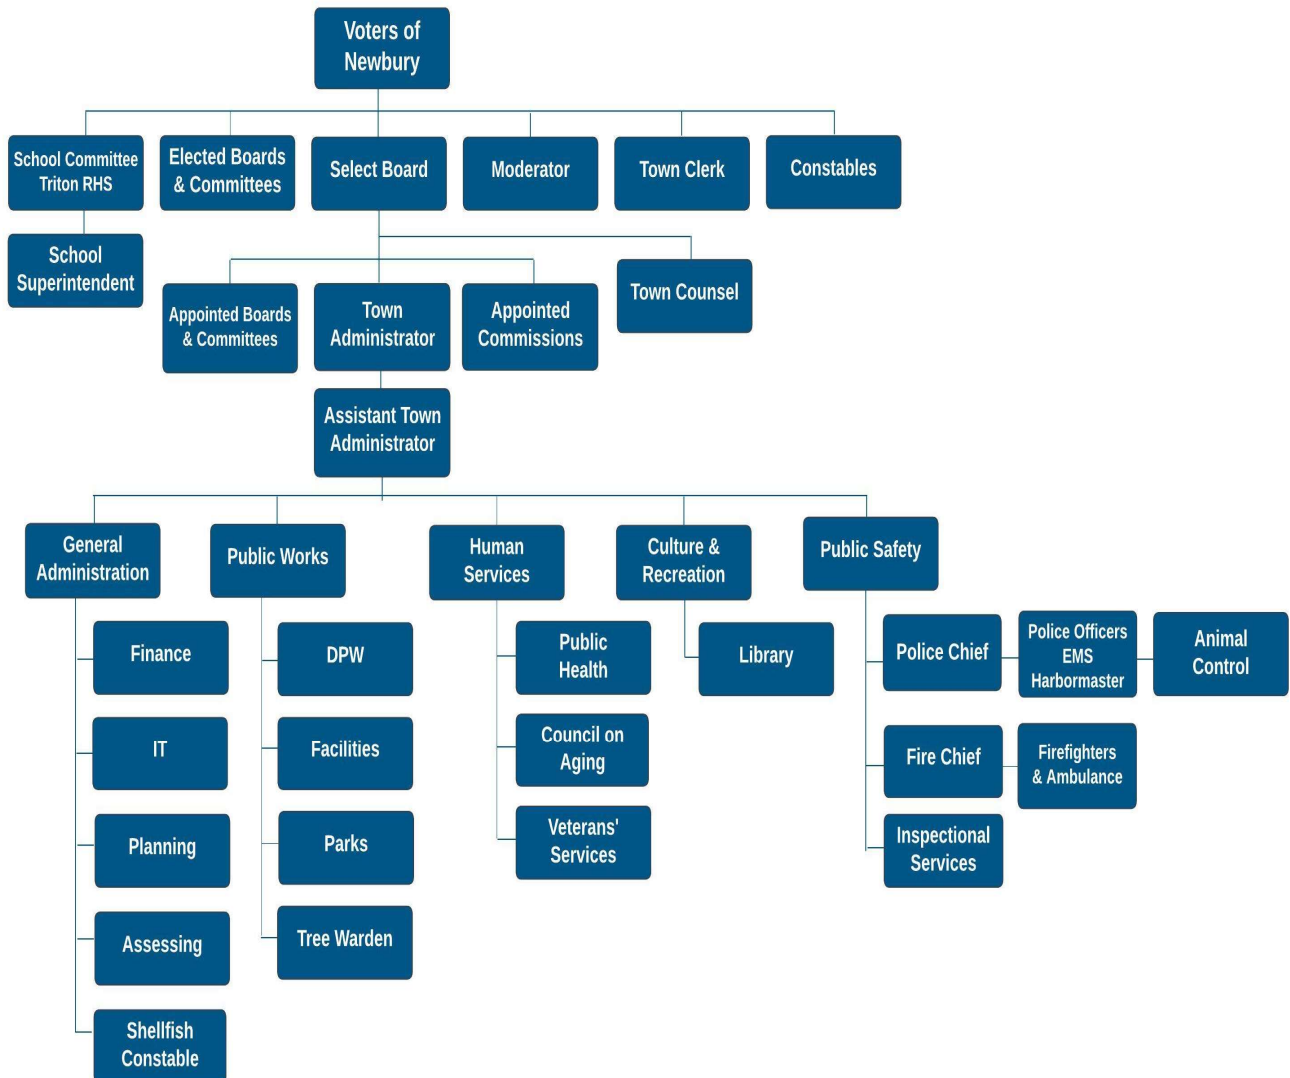 Voters of
Newbury
School Committee
Triton RHS
Elected Boards
& Committees
Select Board
Moderator
Town Clerk
Constables
School
Superintendent
Appointed Boards
& Committees
Town
Administrator
Appointed
Commissions
Town Counsel
Assistant Town
Administrator
General
Administration
Public Works
Human
Services
Culture &
Recreation
Public Safety
Finance
IT
Planning
Assessing
Shellfish
Constable
DPW
Facilities
Parks
Tree Warden
Public
Health
Council on
Aging
Veterans'
Services
Library
Police Chief
Police Officers
EMS
Harbormaster
Animal
Control
Fire Chief
Firefighters
& Ambulance
Inspectional
Services